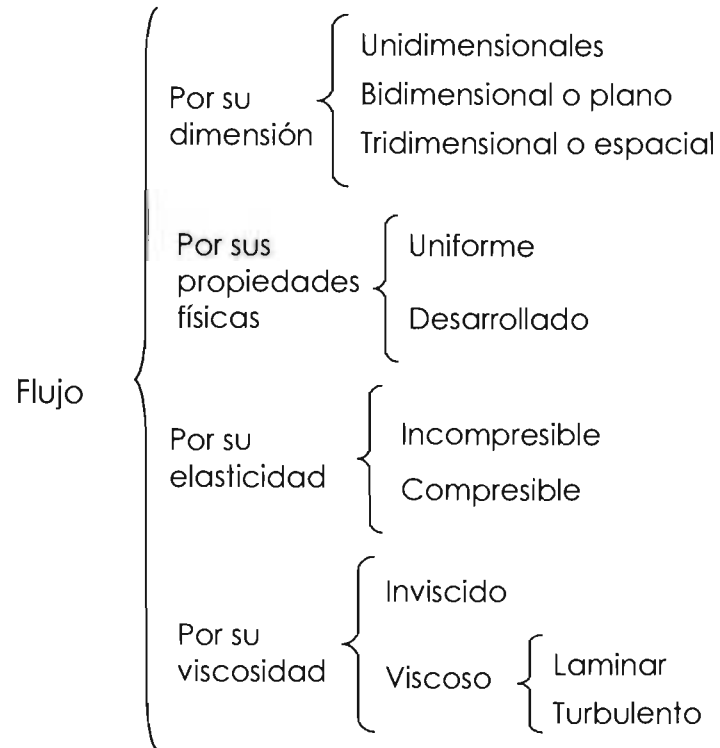 Flujo
Por su
dimensión
Unidimensionales
Bidimensional o plano
Tridimensional o espacial
Por sus
propiedades
físicas
Uniforme
Desarrollado
Por su
elasticidad
Incompresible
Compresible
Por su
viscosidad
Inviscido
Viscoso
Laminar
Turbulento